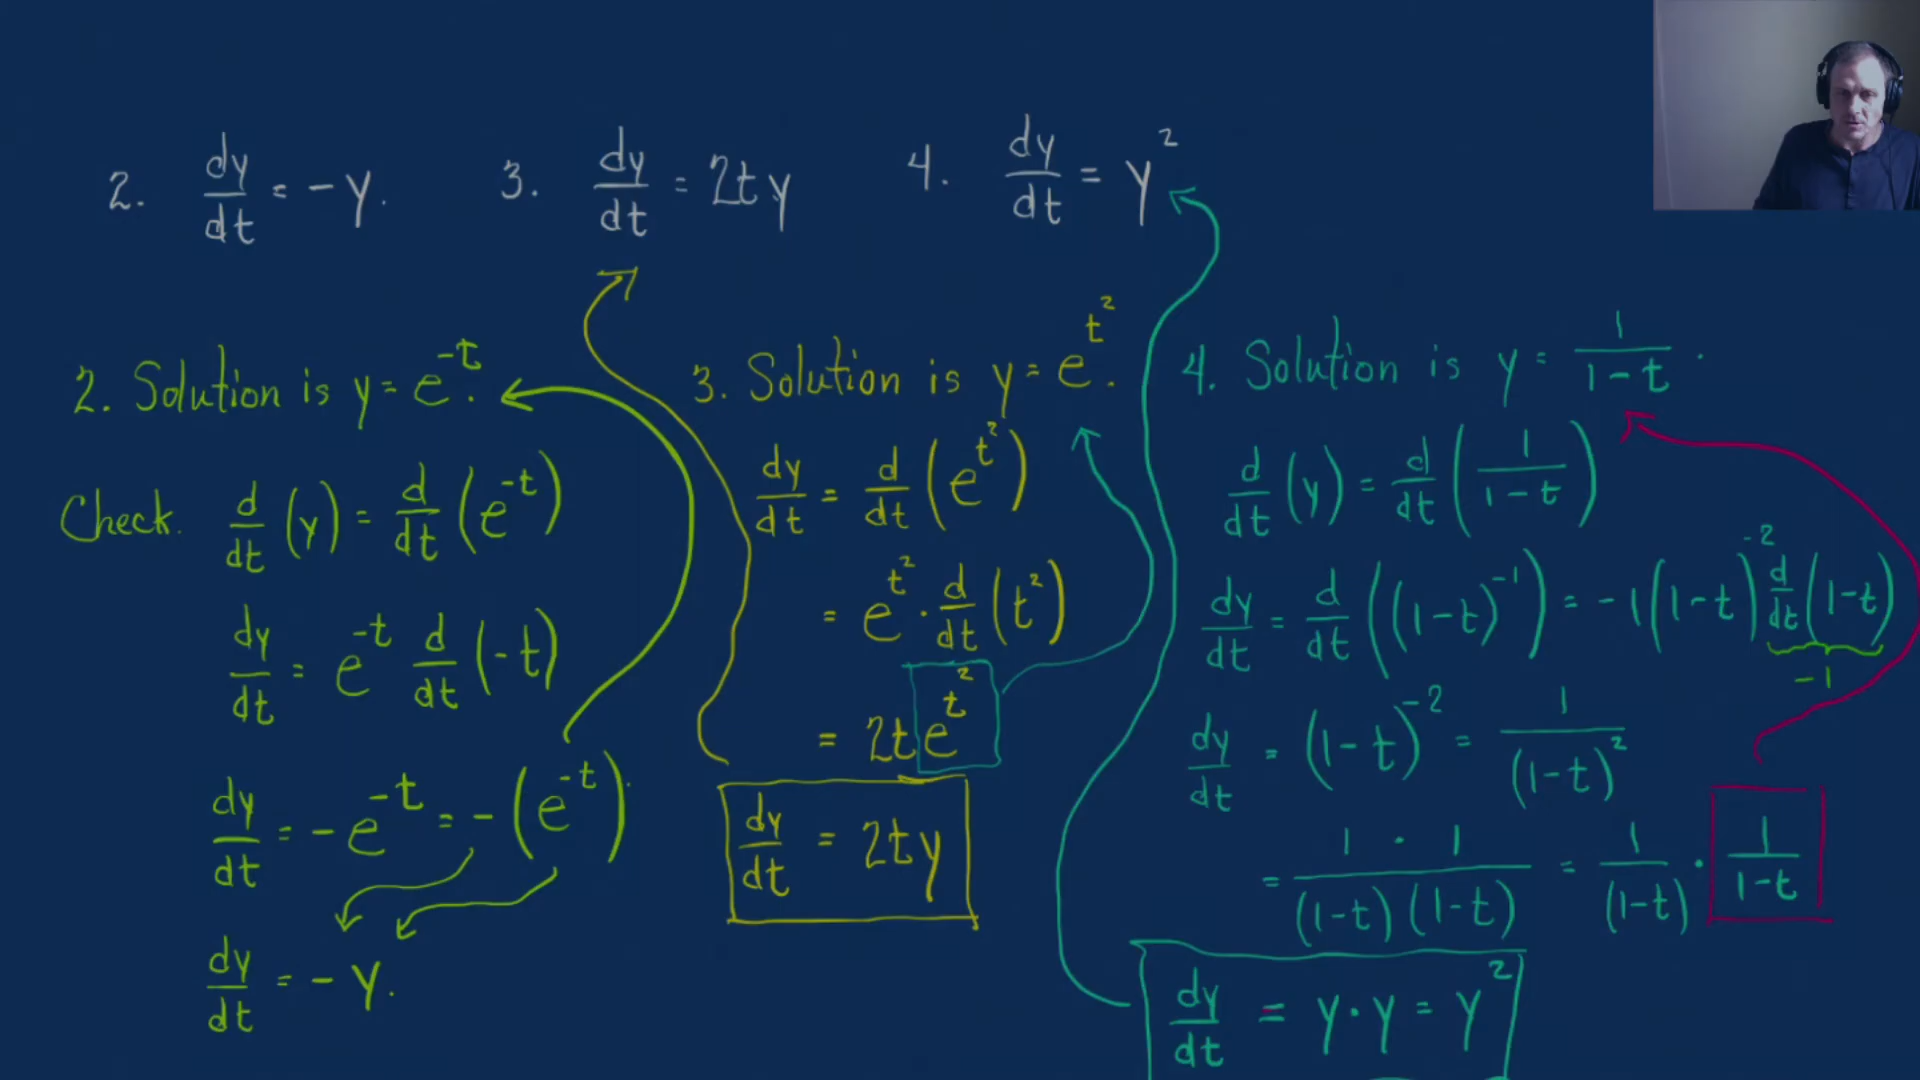 2. dy/dt = -y. 3. dy/dt = 2ty 4. dy/dt = y²
2. Solution is y = e^{-t}.
Check. d/dt (y) = d/dt (e^{-t})
dy/dt = e^{-t} d/dt (-t)
dy/dt = -e^{-t} = -(e^{-t}).
dy/dt = -y.
3. Solution is y = e^{t²}.
dy/dt = d/dt (e^{t²})
= e^{t²} · d/dt (t²)
= 2t e^{t²}
dy/dt = 2ty
4. Solution is y = 1/(1-t).
d/dt (y) = d/dt (1/(1-t))
dy/dt = d/dt ((1-t)^{-1}) = -1(1-t)^{-2} d/dt (1-t)
-1
dy/dt = (1-t)^{-2} = 1/(1-t)²
= (1 · 1)/((1-t)(1-t)) = 1/(1-t) · 1/(1-t)
dy/dt = y·y = y²